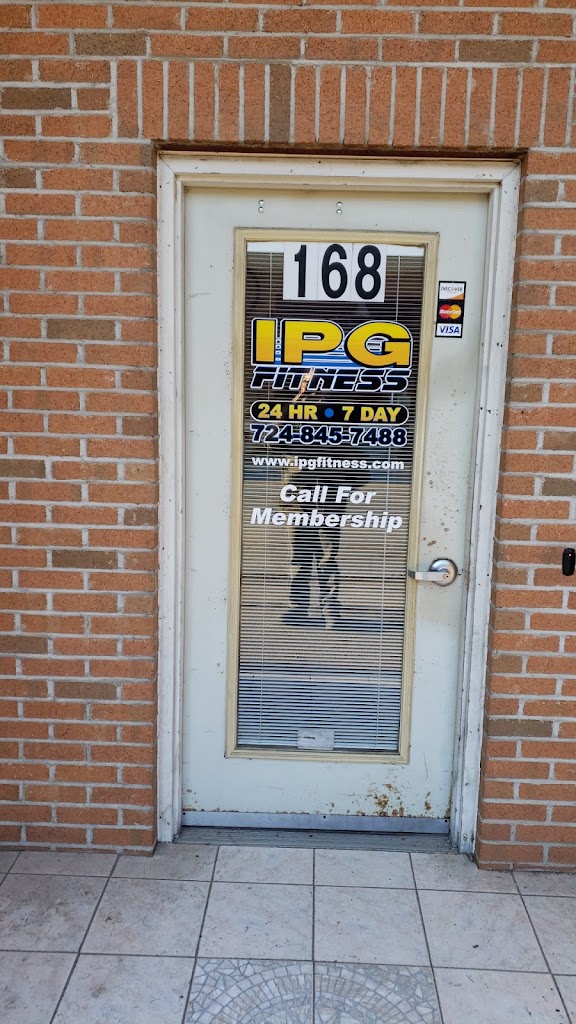 168
DISCOVER
MasterCard
VISA
IPG
FITNESS
24 HR • 7 DAY
724-845-7488
www.ipgfitness.com
Call For
Membership